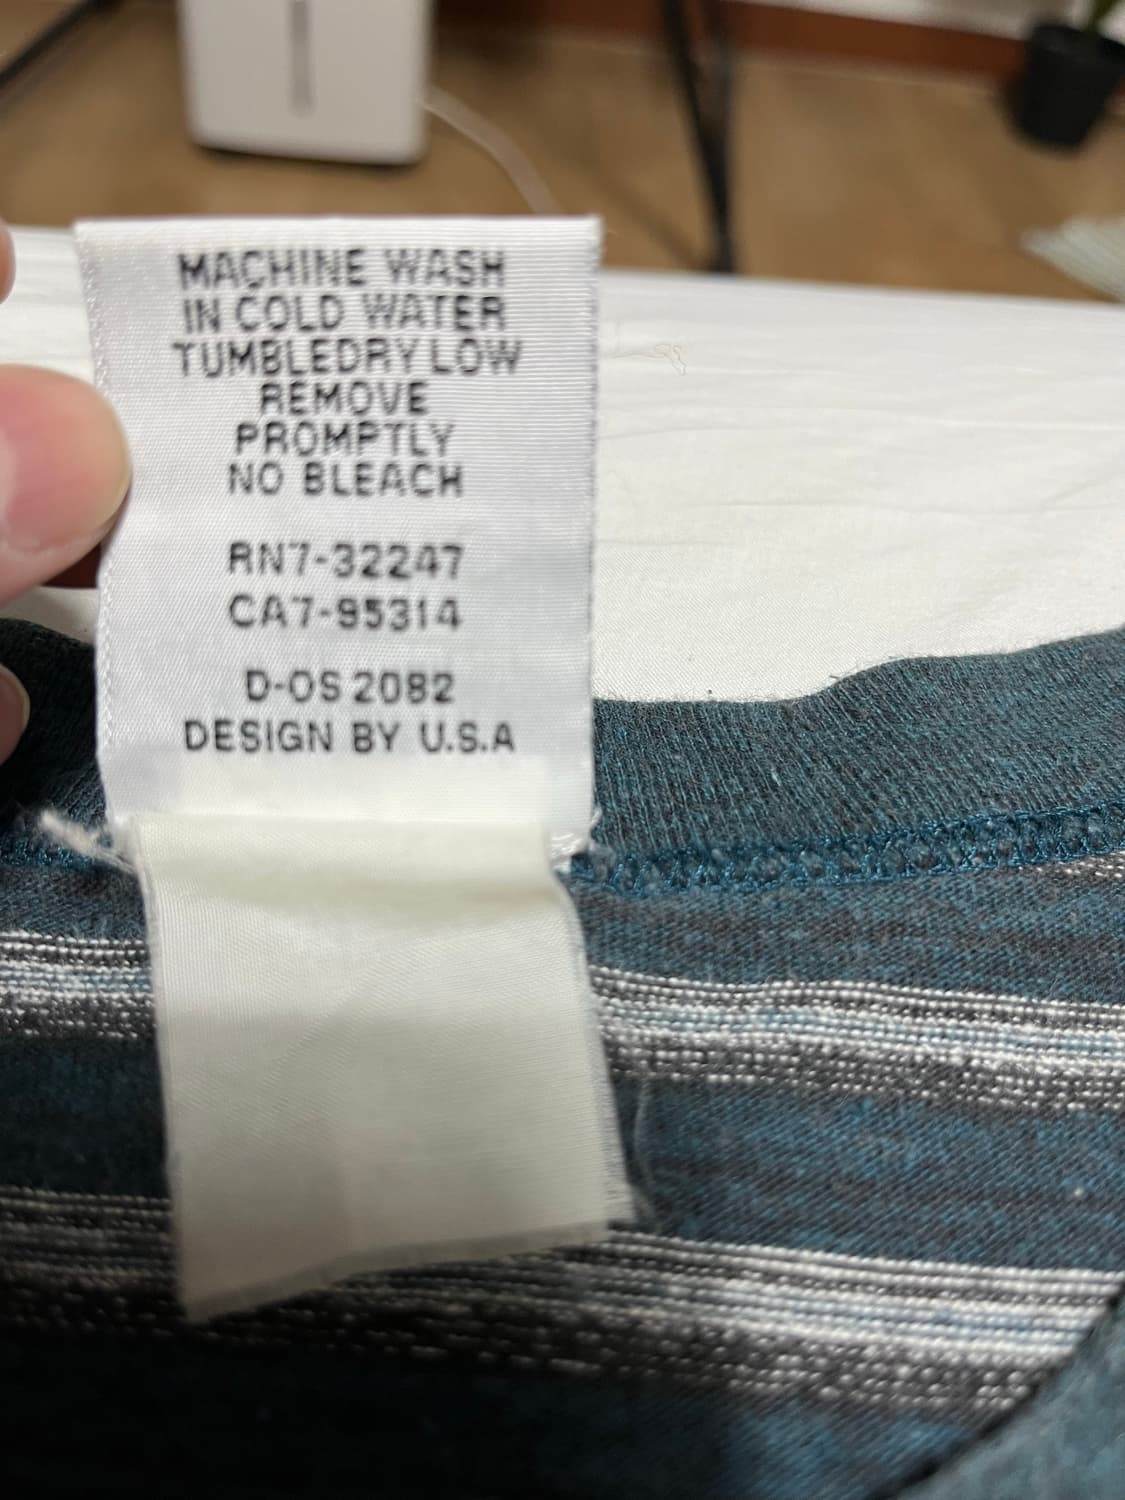 MACHINE WASH
IN COLD WATER
TUMBLEDRY LOW
REMOVE
PROMPTLY
NO BLEACH
RN7-32247
CA7-95314
D-OS 2082
DESIGN BY U.S.A